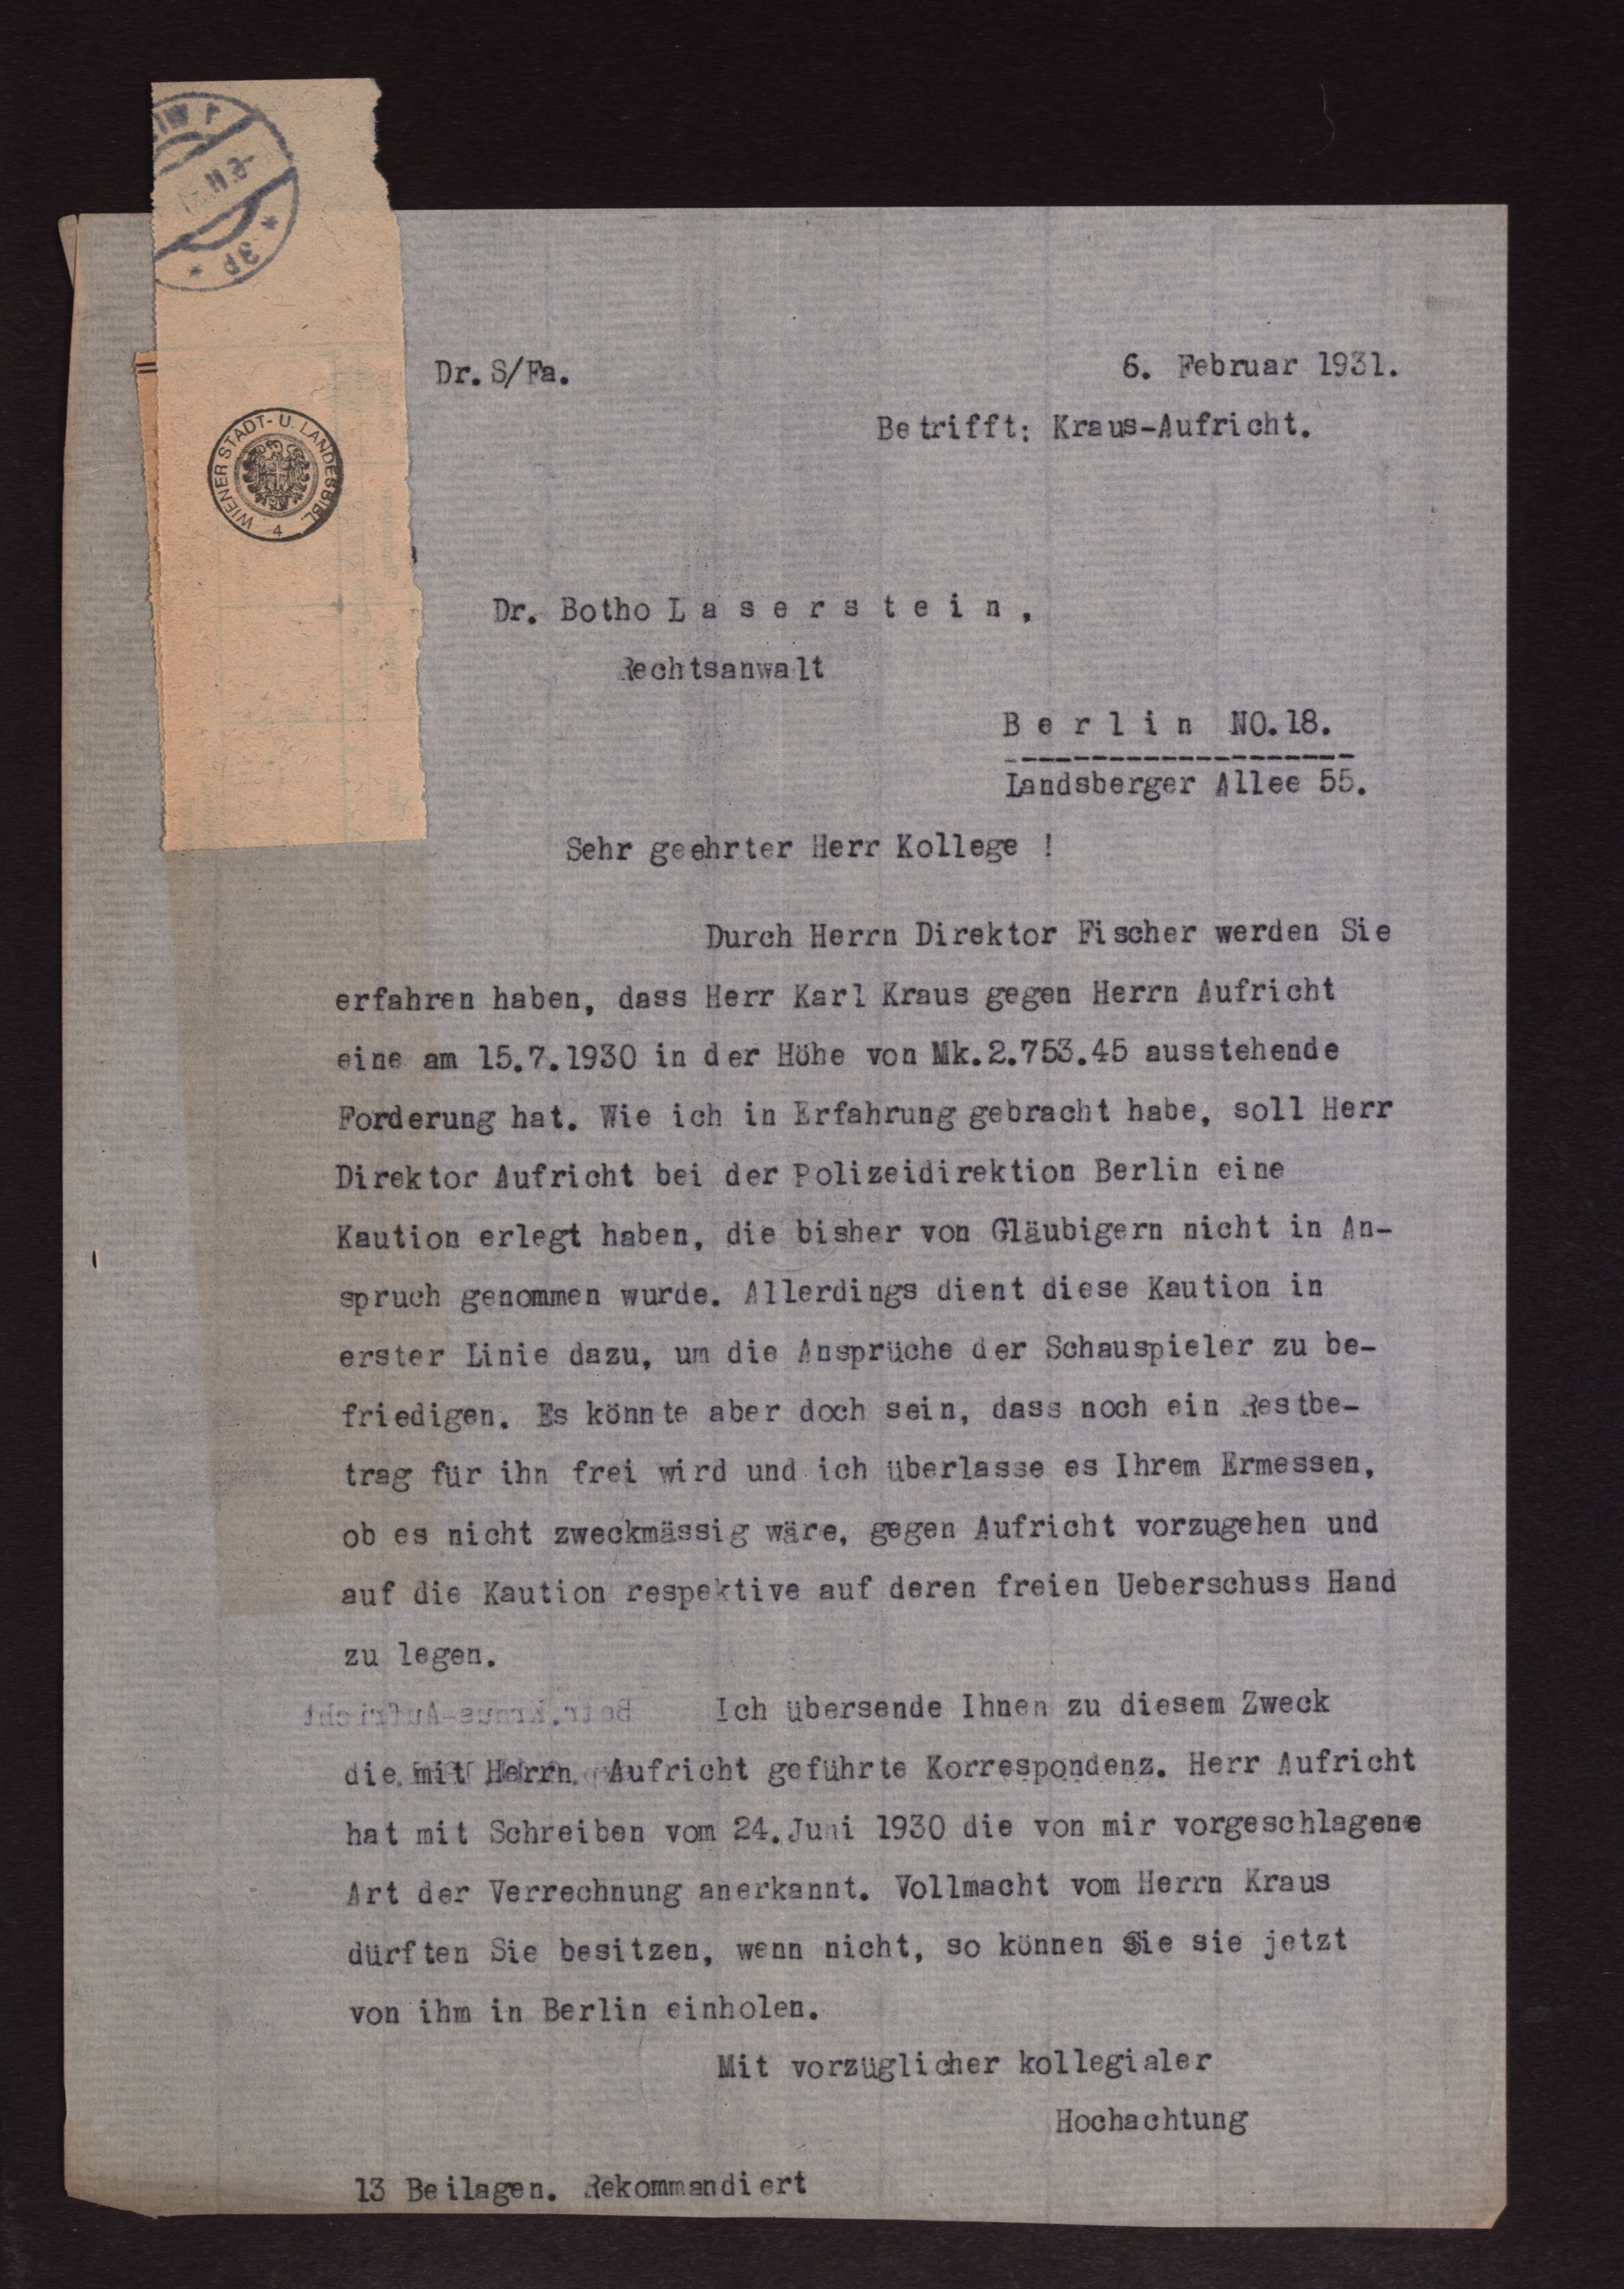 WIENER STADT- U. LANDESBIBL.
4
Dr. S/Fa.
6. Februar 1931.
Betrifft: Kraus-Aufricht.
Dr. Botho L a s e r s t e i n ,
Rechtsanwalt
B e r l i n NO.18.
--------------------
Landsberger Allee 55.
Sehr geehrter Herr Kollege !
Durch Herrn Direktor Fischer werden Sie
erfahren haben, dass Herr Karl Kraus gegen Herrn Aufricht
eine am 15.7.1930 in der Höhe von Mk.2.753.45 ausstehende
Forderung hat. Wie ich in Erfahrung gebracht habe, soll Herr
Direktor Aufricht bei der Polizeidirektion Berlin eine
Kaution erlegt haben, die bisher von Gläubigern nicht in An-
spruch genommen wurde. Allerdings dient diese Kaution in
erster Linie dazu, um die Ansprüche der Schauspieler zu be-
friedigen. Es könnte aber doch sein, dass noch ein Restbe-
trag für ihn frei wird und ich überlasse es Ihrem Ermessen,
ob es nicht zweckmässig wäre, gegen Aufricht vorzugehen und
auf die Kaution respektive auf deren freien Ueberschuss Hand
zu legen.
Betr.Kraus-Aufricht
Ich übersende Ihnen zu diesem Zweck
die mit Herrn Aufricht geführte Korrespondenz. Herr Aufricht
hat mit Schreiben vom 24.Juni 1930 die von mir vorgeschlagene
Art der Verrechnung anerkannt. Vollmacht vom Herrn Kraus
dürften Sie besitzen, wenn nicht, so können Sie sie jetzt
von ihm in Berlin einholen.
Mit vorzüglicher kollegialer
Hochachtung
13 Beilagen. Rekommandiert